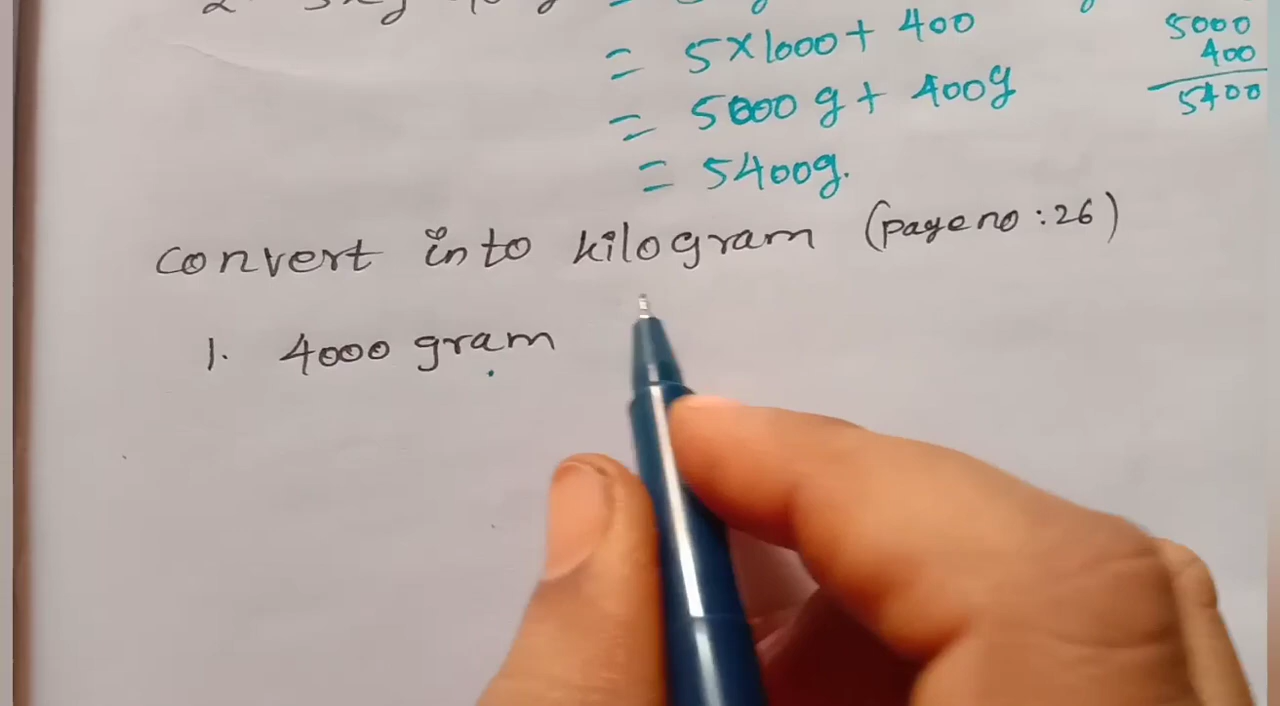 = 5×1000+ 400
= 5000 g + 400g
= 5400g.
5000
400
5400
convert into kilogram (page no : 26)
1. 4000 gram